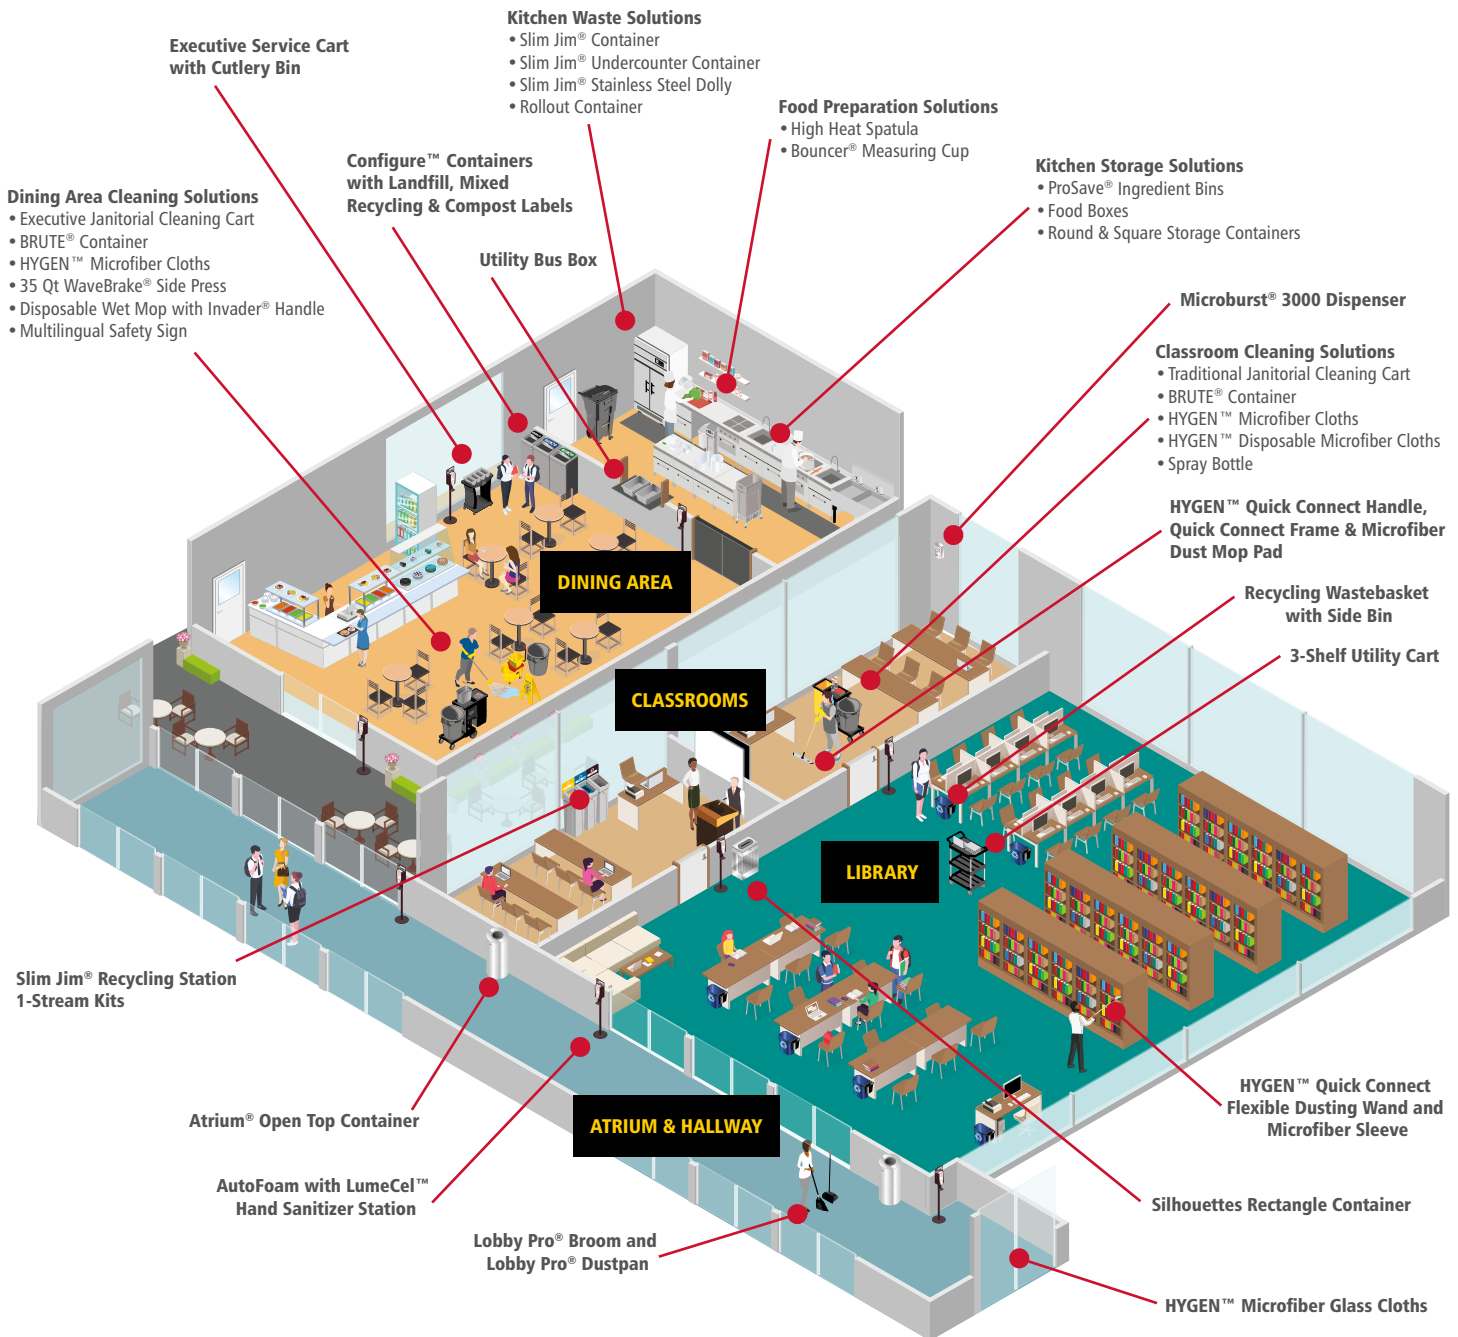 Kitchen Waste Solutions
• Slim Jim® Container
• Slim Jim® Undercounter Container
• Slim Jim® Stainless Steel Dolly
• Rollout Container
Executive Service Cart
with Cutlery Bin
Food Preparation Solutions
• High Heat Spatula
• Bouncer® Measuring Cup
Configure™ Containers
with Landfill, Mixed
Recycling & Compost Labels
Kitchen Storage Solutions
• ProSave® Ingredient Bins
• Food Boxes
• Round & Square Storage Containers
Dining Area Cleaning Solutions
• Executive Janitorial Cleaning Cart
• BRUTE® Container
• HYGEN™ Microfiber Cloths
• 35 Qt WaveBrake® Side Press
• Disposable Wet Mop with Invader® Handle
• Multilingual Safety Sign
Utility Bus Box
Microburst® 3000 Dispenser
Classroom Cleaning Solutions
• Traditional Janitorial Cleaning Cart
• BRUTE® Container
• HYGEN™ Microfiber Cloths
• HYGEN™ Disposable Microfiber Cloths
• Spray Bottle
HYGEN™ Quick Connect Handle,
Quick Connect Frame & Microfiber
Dust Mop Pad
DINING AREA
Recycling Wastebasket
with Side Bin
3-Shelf Utility Cart
CLASSROOMS
LIBRARY
Slim Jim® Recycling Station
1-Stream Kits
Atrium® Open Top Container
ATRIUM & HALLWAY
HYGEN™ Quick Connect
Flexible Dusting Wand and
Microfiber Sleeve
AutoFoam with LumeCel™
Hand Sanitizer Station
Silhouettes Rectangle Container
Lobby Pro® Broom and
Lobby Pro® Dustpan
HYGEN™ Microfiber Glass Cloths